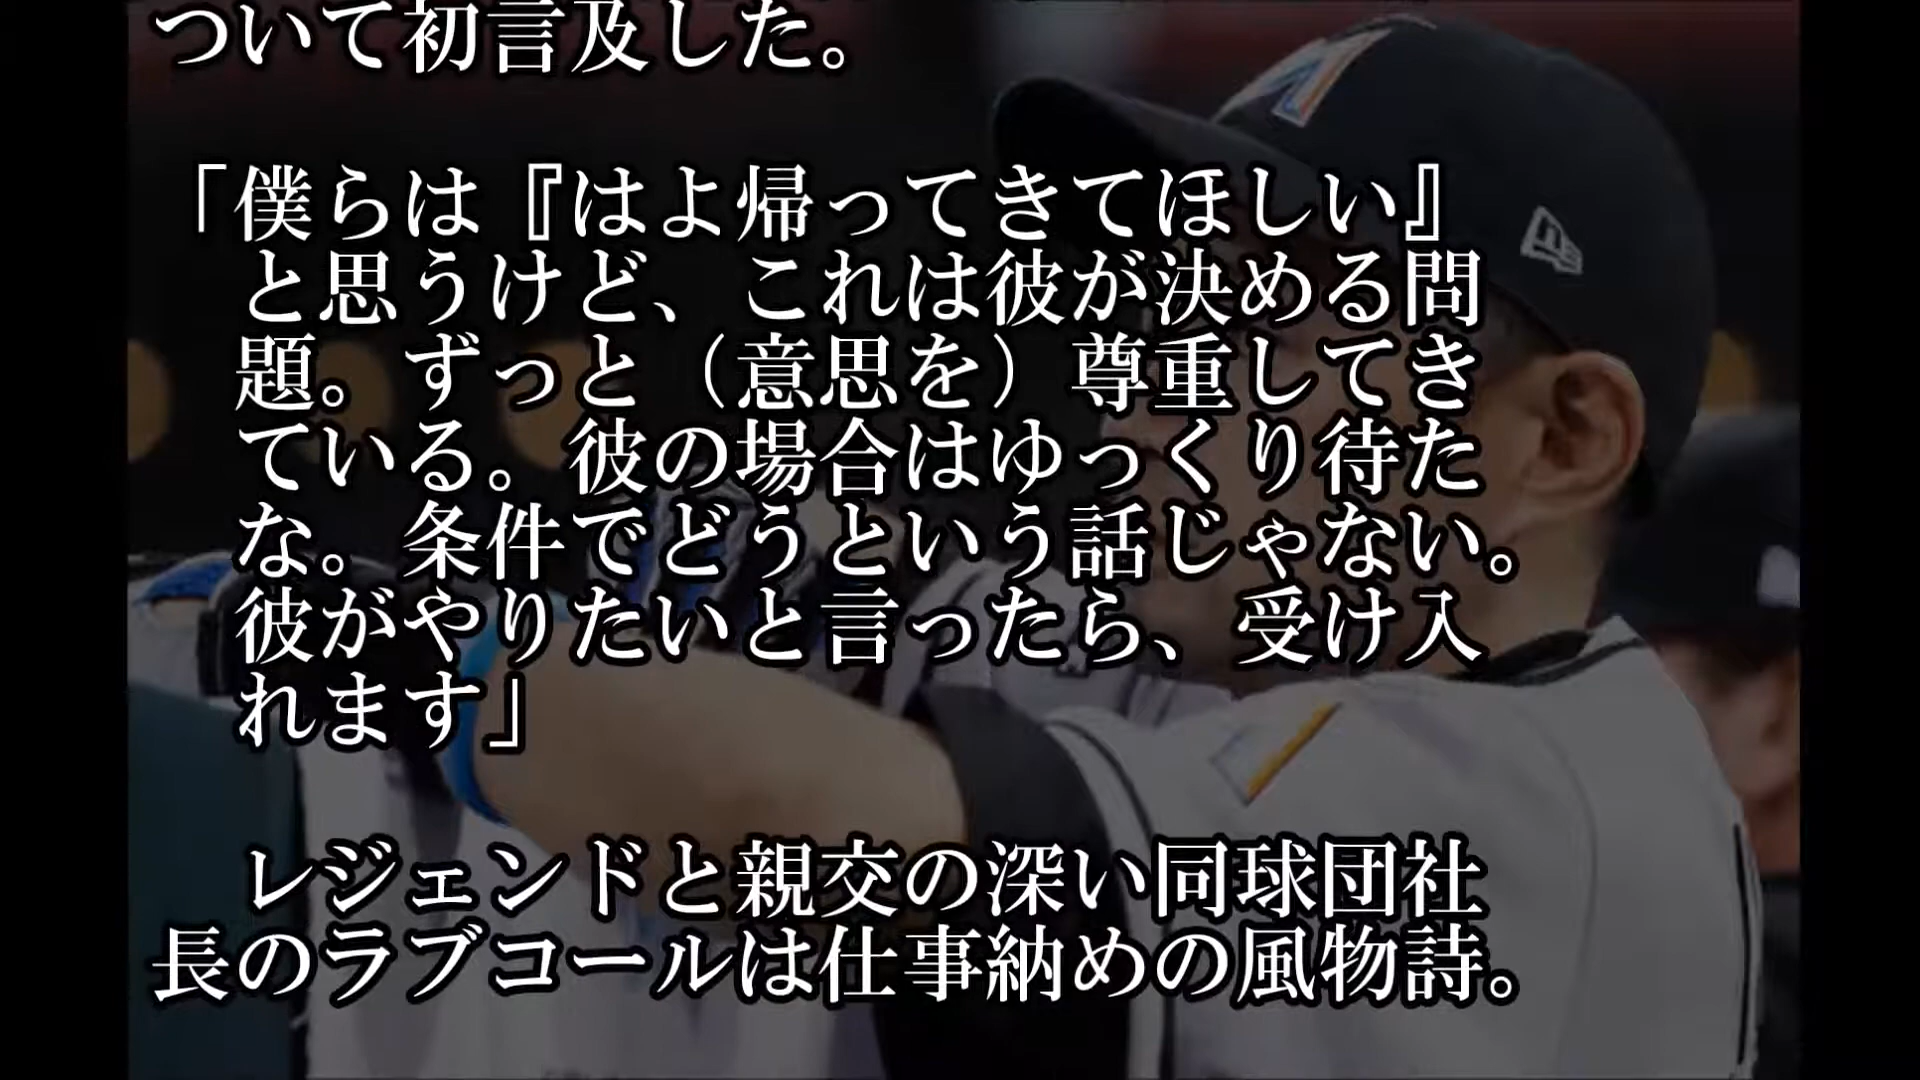 ついて初言及した。
「僕らは『はよ帰ってきてほしい』
と思うけど、これは彼が決める問
題。ずっと（意思を）尊重してき
ている。彼の場合はゆっくり待た
な。条件でどうという話じゃない。
彼がやりたいと言ったら、受け入
れます」
レジェンドと親交の深い同球団社
長のラブコールは仕事納めの風物詩。